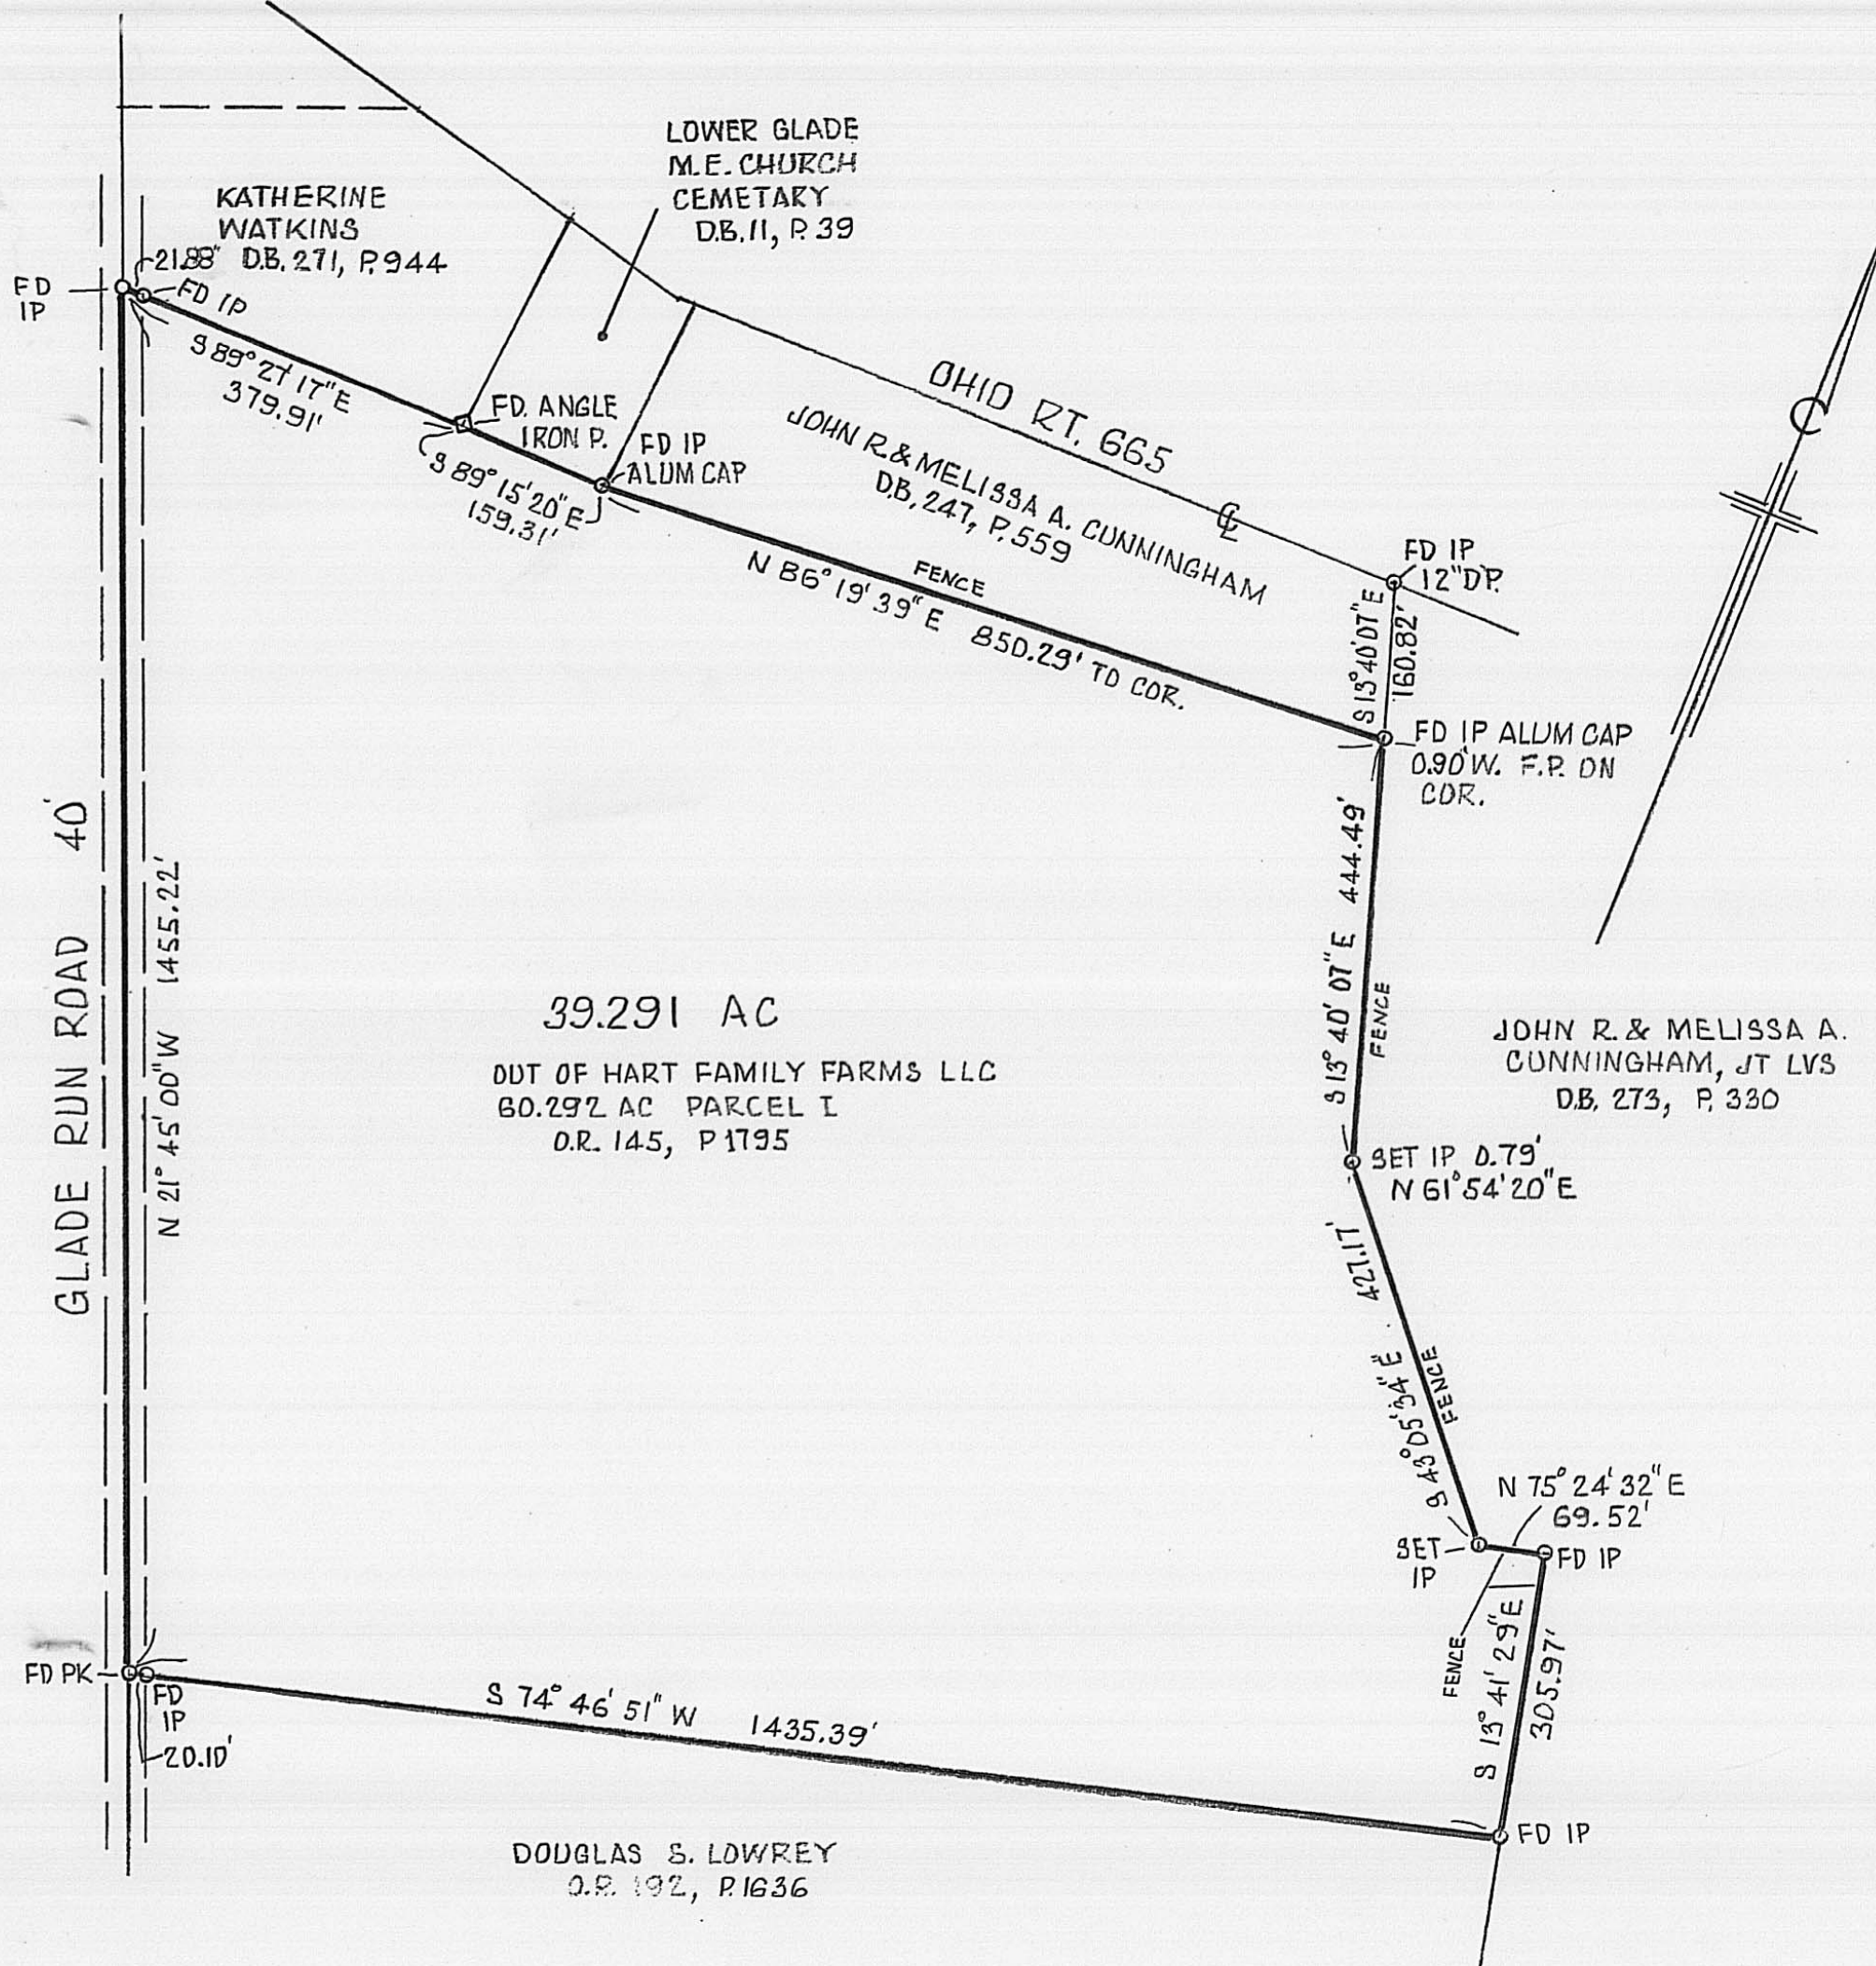 LOWER GLADE
M.E. CHURCH
CEMETARY
D.B. 11, P. 39
KATHERINE
WATKINS
D.B. 271, P. 944
21.88"
FD
IP
FD IP
S 89° 27' 17" E
379.91'
FD. ANGLE
IRON P.
S 89° 15' 20" E
159.31'
FD IP
ALUM CAP
OHIO RT. 665
JOHN R. & MELISSA A. CUNNINGHAM
D.B. 247, P. 559
FENCE
N 86° 19' 39" E 850.29' TO COR.
FD IP
12" DP.
S 13° 40' 07" E
160.82'
FD IP ALUM CAP
0.90' W. F.P. ON
COR.
GLADE RUN ROAD 40'
N 21° 45' 00" W 1455.22'
S 13° 40' 07" E 444.49'
FENCE
39.291 AC
OUT OF HART FAMILY FARMS LLC
60.292 AC PARCEL I
O.R. 145, P 1795
JOHN R. & MELISSA A.
CUNNINGHAM, JT LVS
D.B. 273, P. 330
SET IP 0.79'
N 61° 54' 20" E
S 43° 05' 34" E 427.17'
FENCE
N 75° 24' 32" E
69.52'
SET
IP
FD IP
FENCE
S 13° 41' 29" E
305.97'
FD PK
FD
IP
20.10'
S 74° 46' 51" W 1435.39'
FD IP
DOUGLAS S. LOWREY
O.R. 192, P. 1636